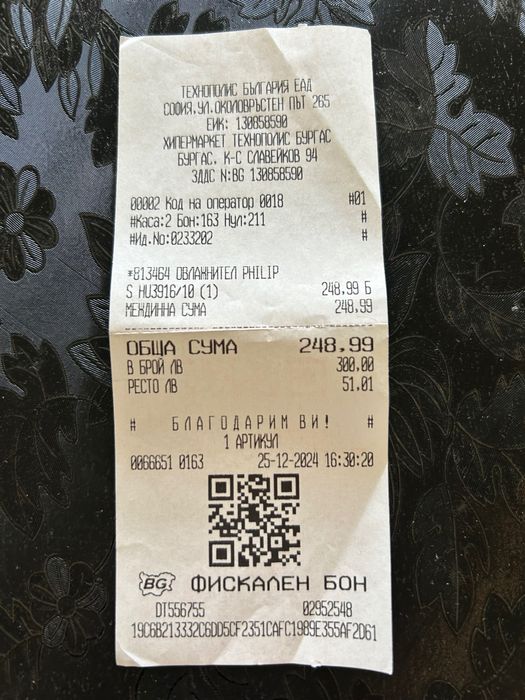 ТЕХНОПОЛИС БЪЛГАРИЯ ЕАД
СОФИЯ,УЛ.ОКОЛОВРЪСТЕН ПЪТ 265
ЕИК: 130858590
ХИПЕРМАРКЕТ ТЕХНОПОЛИС БУРГАС
БУРГАС, К-С СЛАВЕЙКОВ 94
ЗДДС N:BG 130858590
00002 Код на оператор 0018 #01
#Каса:2 Бон:163 Нул:211 #
#Ид.No:0233202 #
*813464 ОВЛАЖНИТЕЛ PHILIP
S HU3916/10 (1) 248.99 Б
МЕЖДИННА СУМА 248.99
ОБЩА СУМА 248.99
В БРОЙ ЛВ 300.00
РЕСТО ЛВ 51.01
# БЛАГОДАРИМ ВИ! #
1 АРТИКУЛ
0066651 0163 25-12-2024 16:30:20
BG ФИСКАЛЕН БОН
DT556755 02952548
19C6B213332C6DD5CF2351CAFC1989E355AF2D61